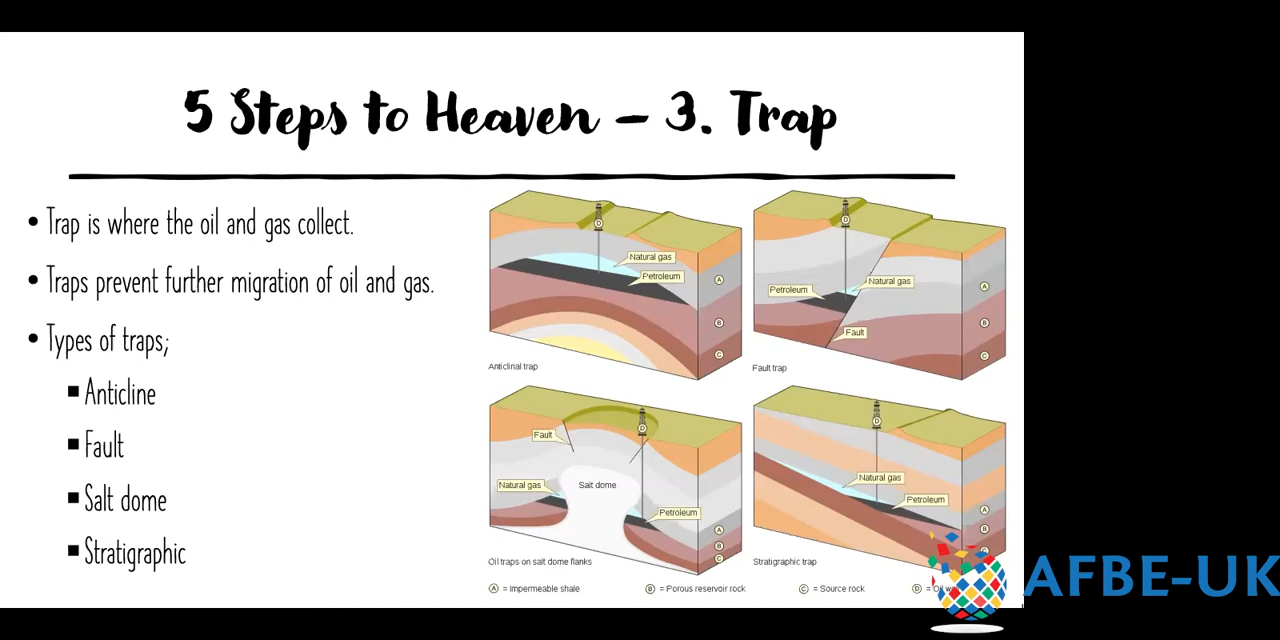 5 Steps to Heaven – 3. Trap
• Trap is where the oil and gas collect.
• Traps prevent further migration of oil and gas.
• Types of traps;
▪ Anticline
▪ Fault
▪ Salt dome
▪ Stratigraphic
D
Natural gas
Petroleum
A
B
C
Anticlinal trap
D
Petroleum
Natural gas
Fault
A
B
C
Fault trap
D
Fault
Natural gas
Salt dome
Petroleum
A
B
C
Oil traps on salt dome flanks
D
Natural gas
Petroleum
A
B
Stratigraphic trap
A = Impermeable shale
B = Porous reservoir rock
C = Source rock
D = Oil
AFBE-UK